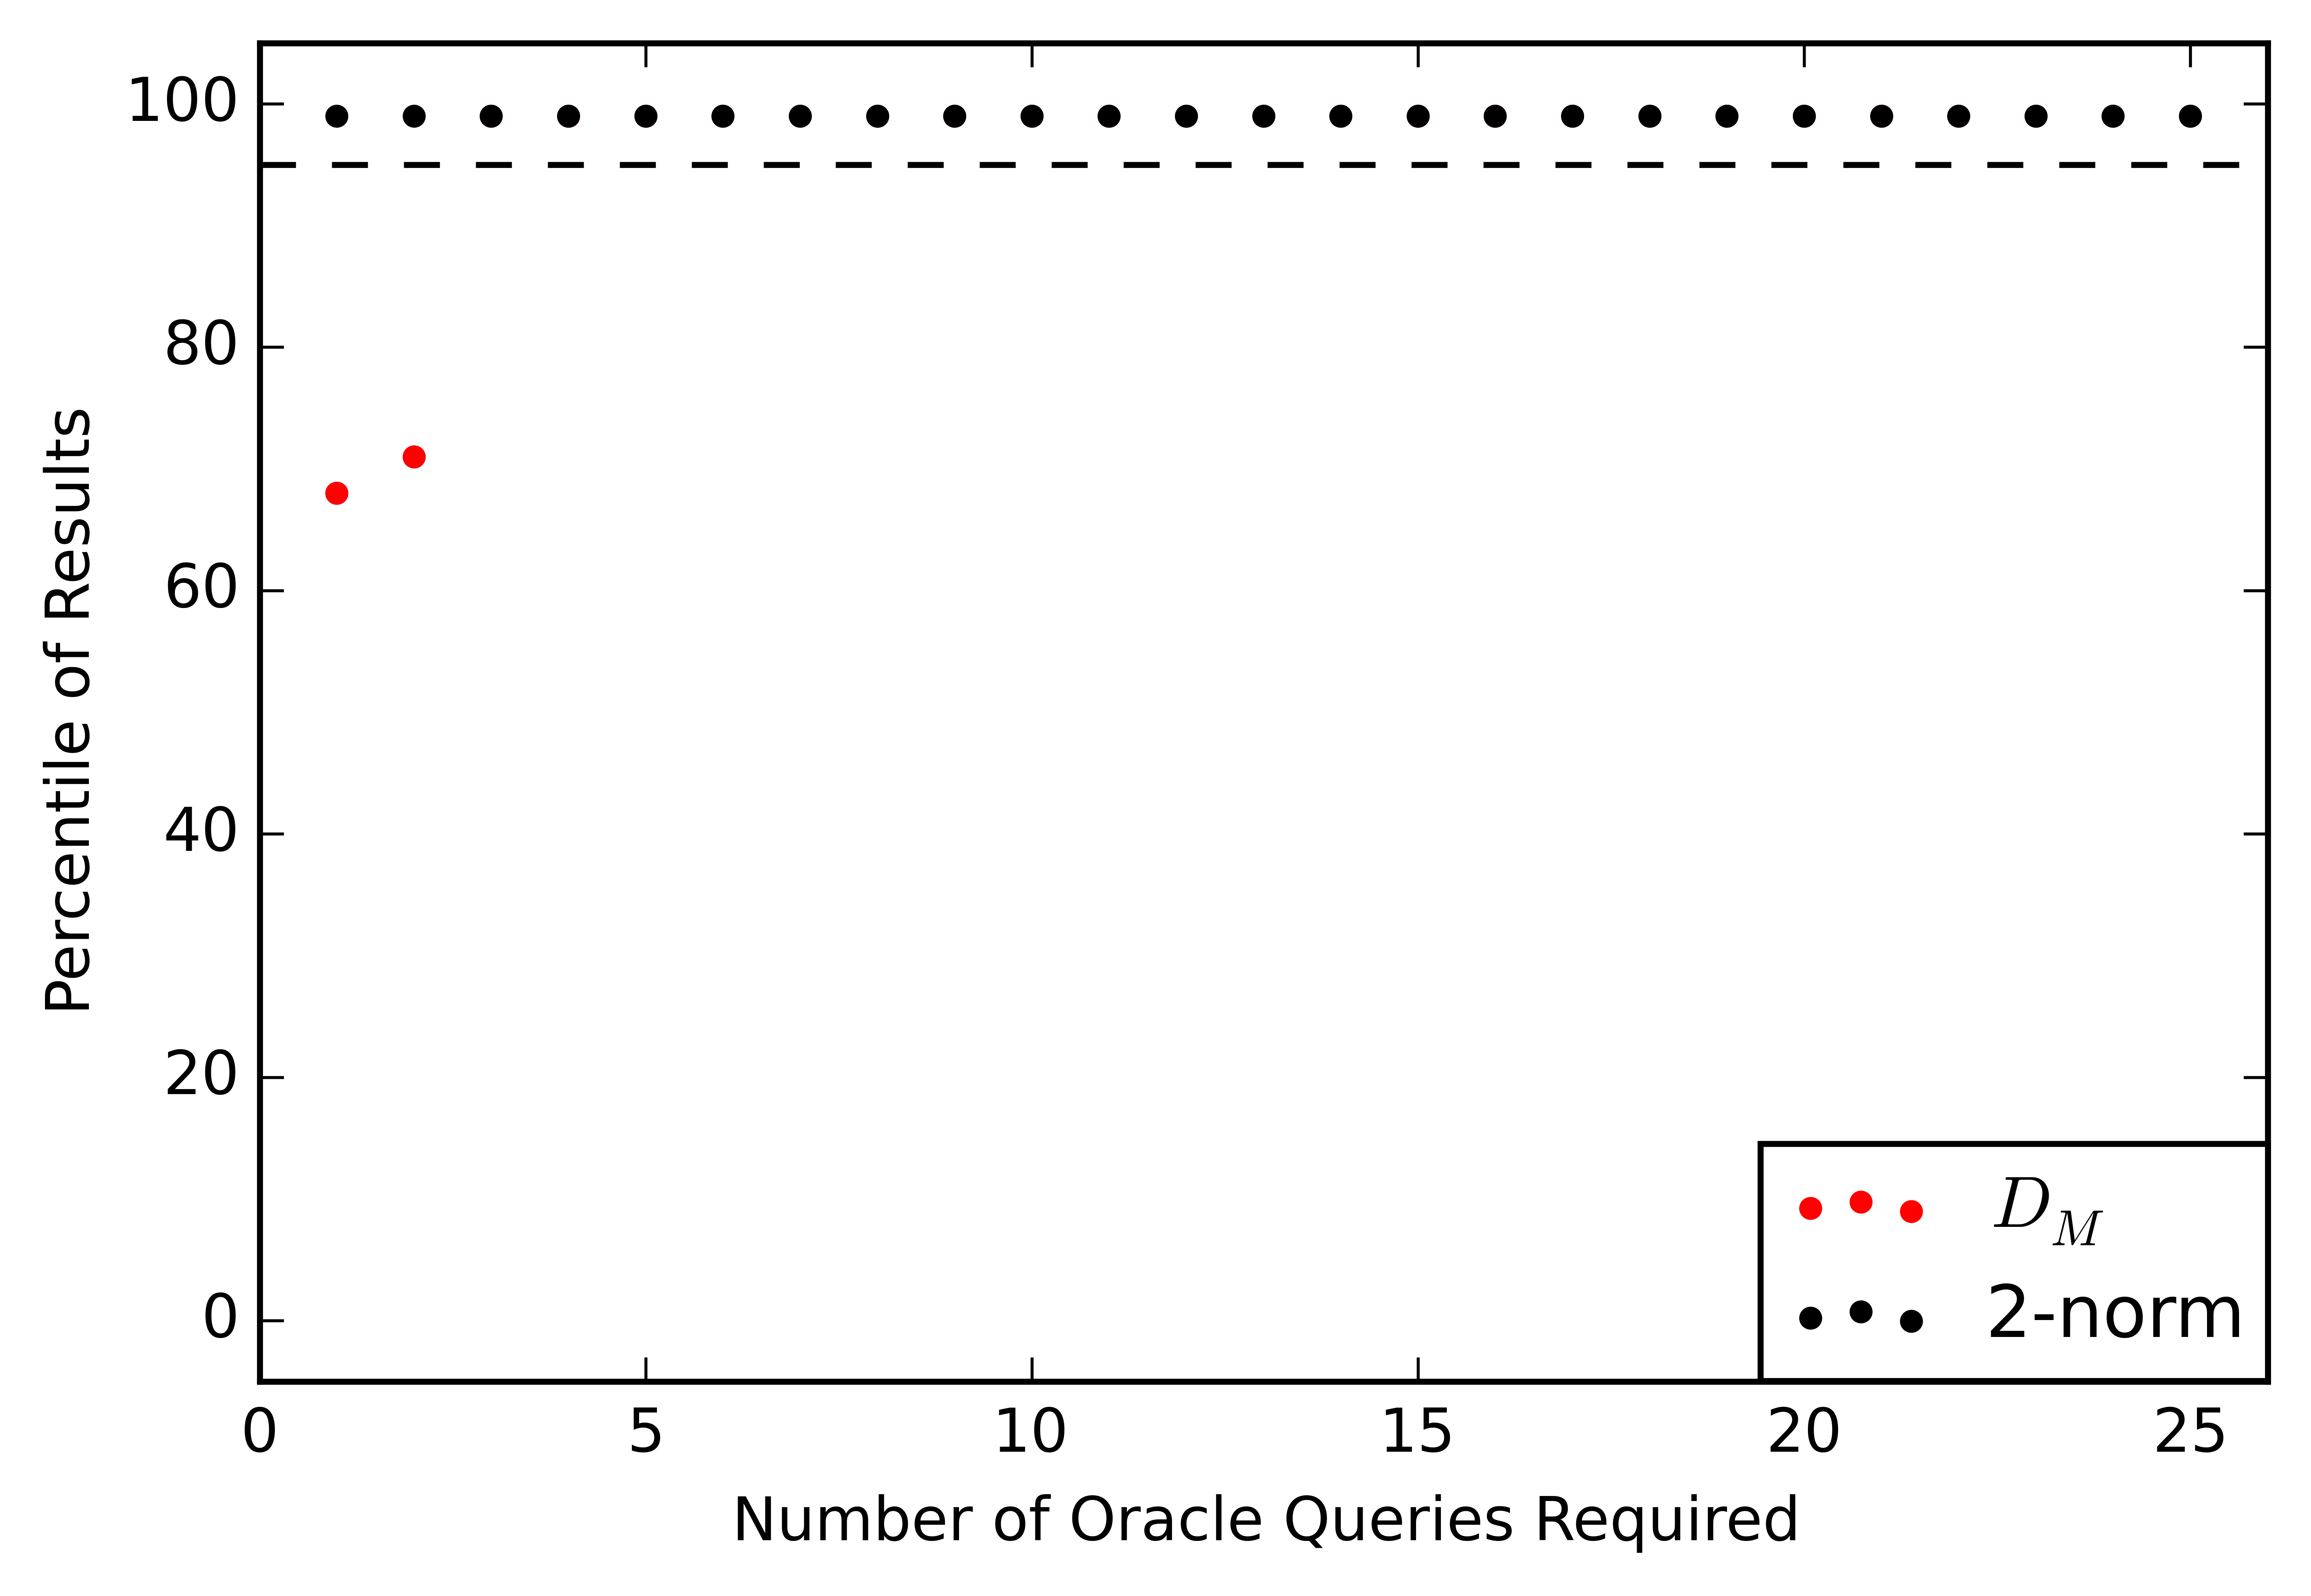 100
80
60
40
20
0
Percentile of Results
0 5 10 15 20 25
Number of Oracle Queries Required
D_M
2-norm